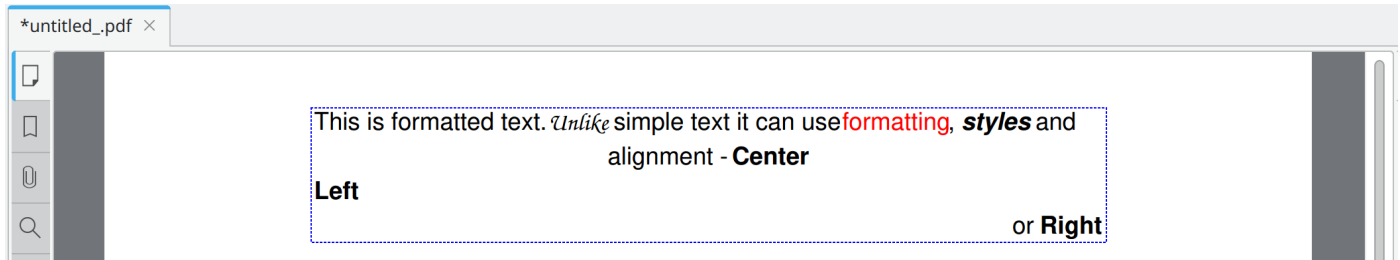 *untitled_.pdf
This is formatted text. Unlike simple text it can useformatting, styles and
alignment - Center
Left
or Right